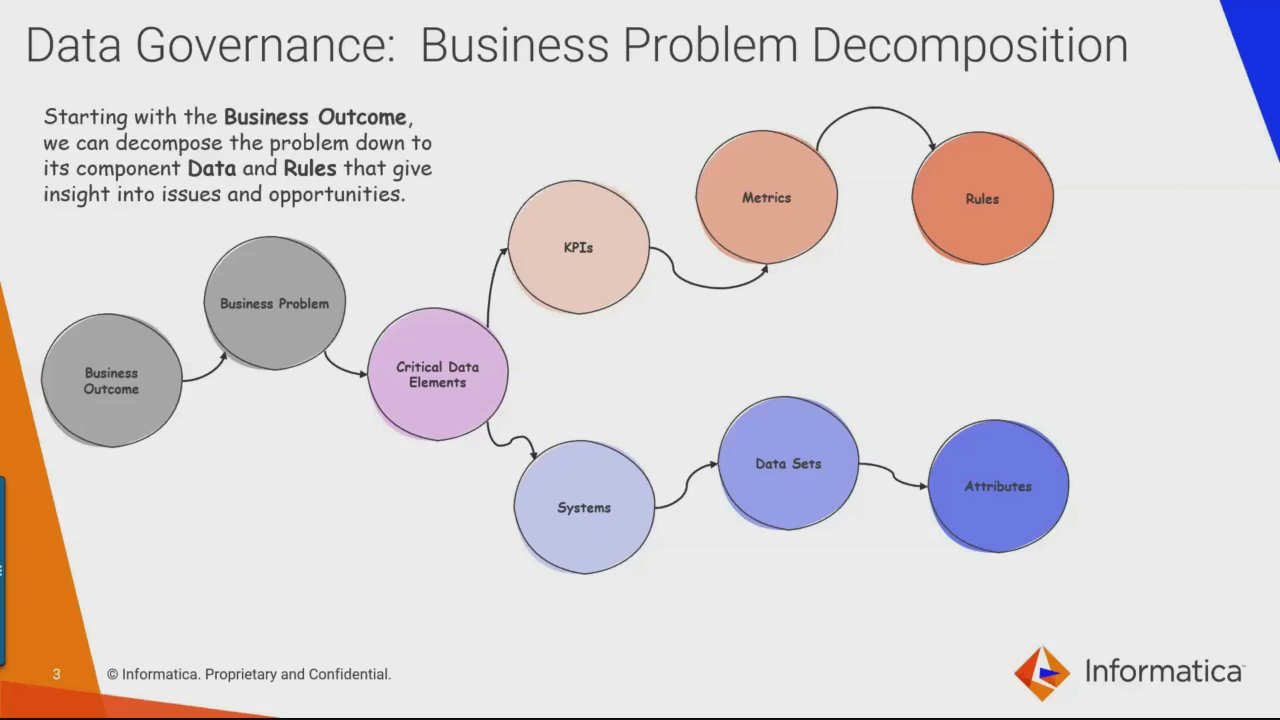 Data Governance:  Business Problem Decomposition
Starting with the Business Outcome,
we can decompose the problem down to
its component Data and Rules that give
insight into issues and opportunities.
Metrics
Rules
KPIs
Business Problem
Critical Data
Elements
Business
Outcome
Data Sets
Attributes
Systems
3
© Informatica. Proprietary and Confidential.
Informatica™